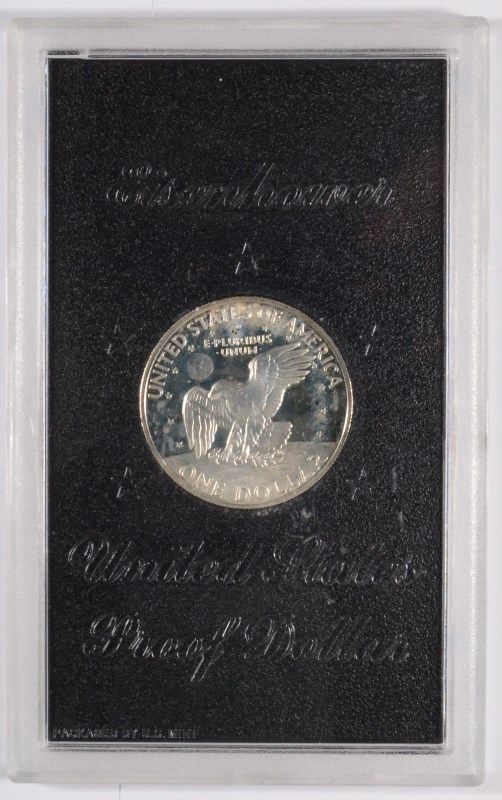 Eisenhower
UNITED STATES OF AMERICA
E·PLURIBUS
·UNUM
ONE DOLLAR
United States
Proof Dollar
PACKAGED BY U.S. MINT